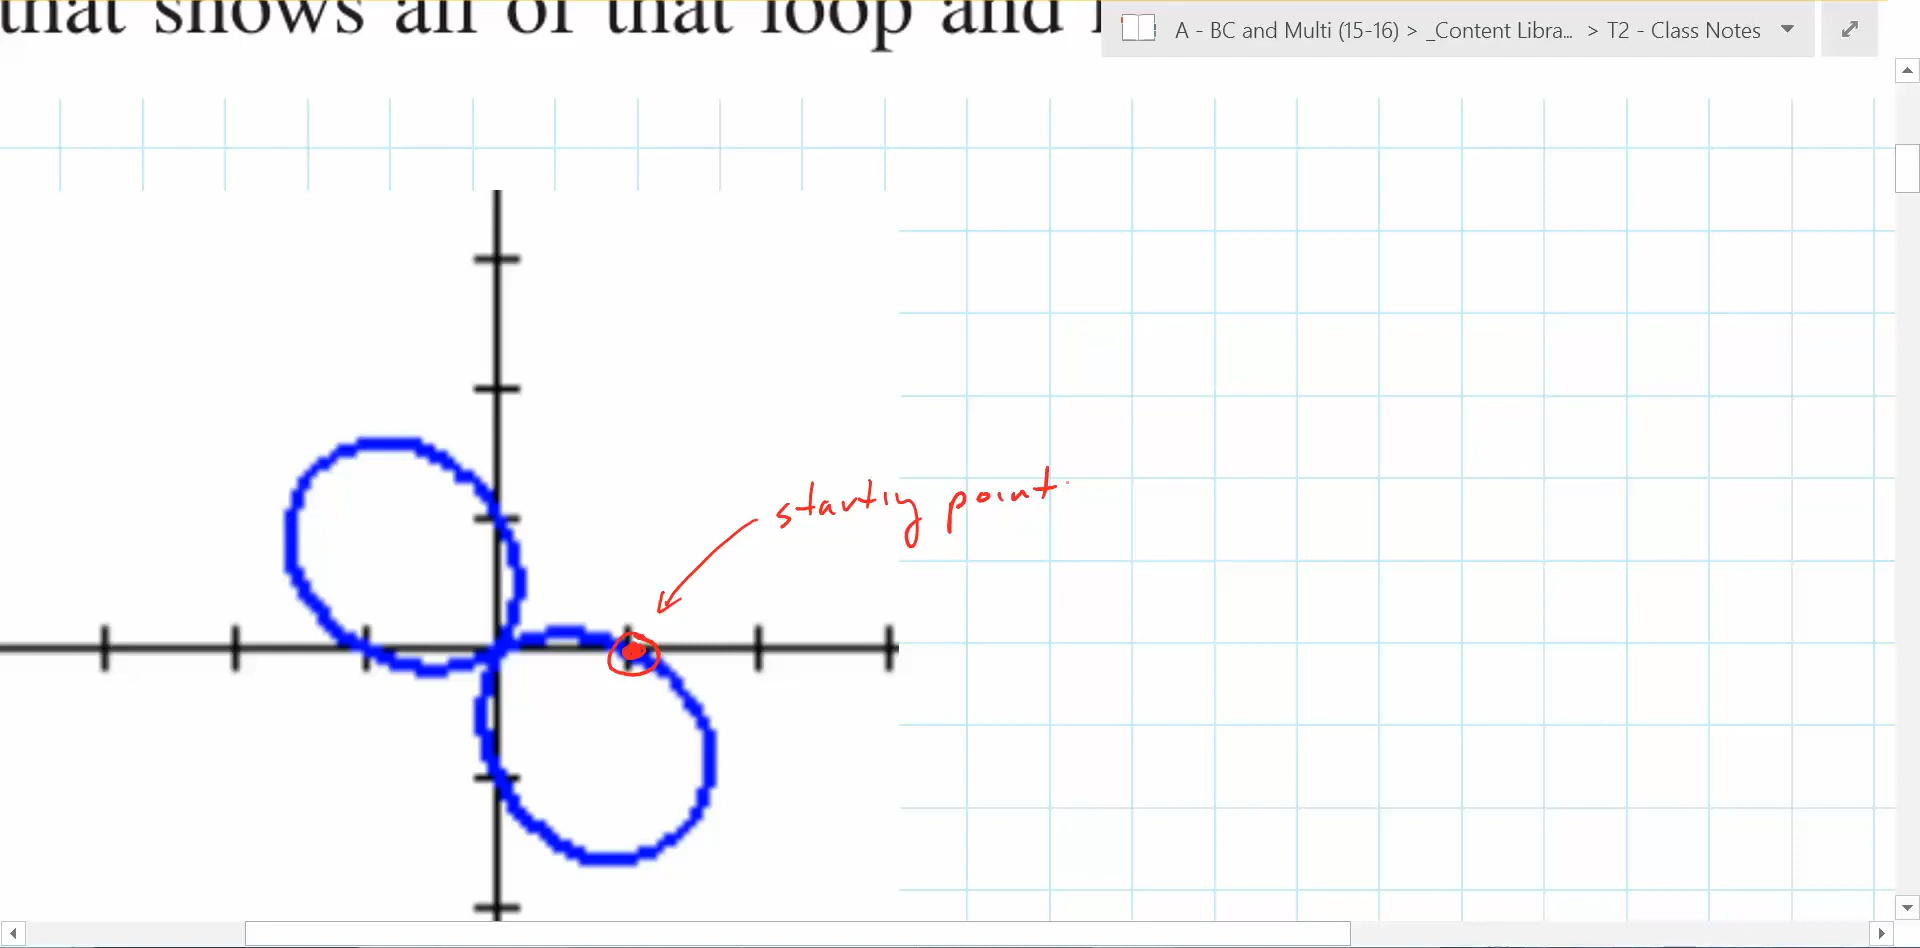 that shows all of that loop and
A - BC and Multi (15-16) > _Content Libra... > T2 - Class Notes
starting point